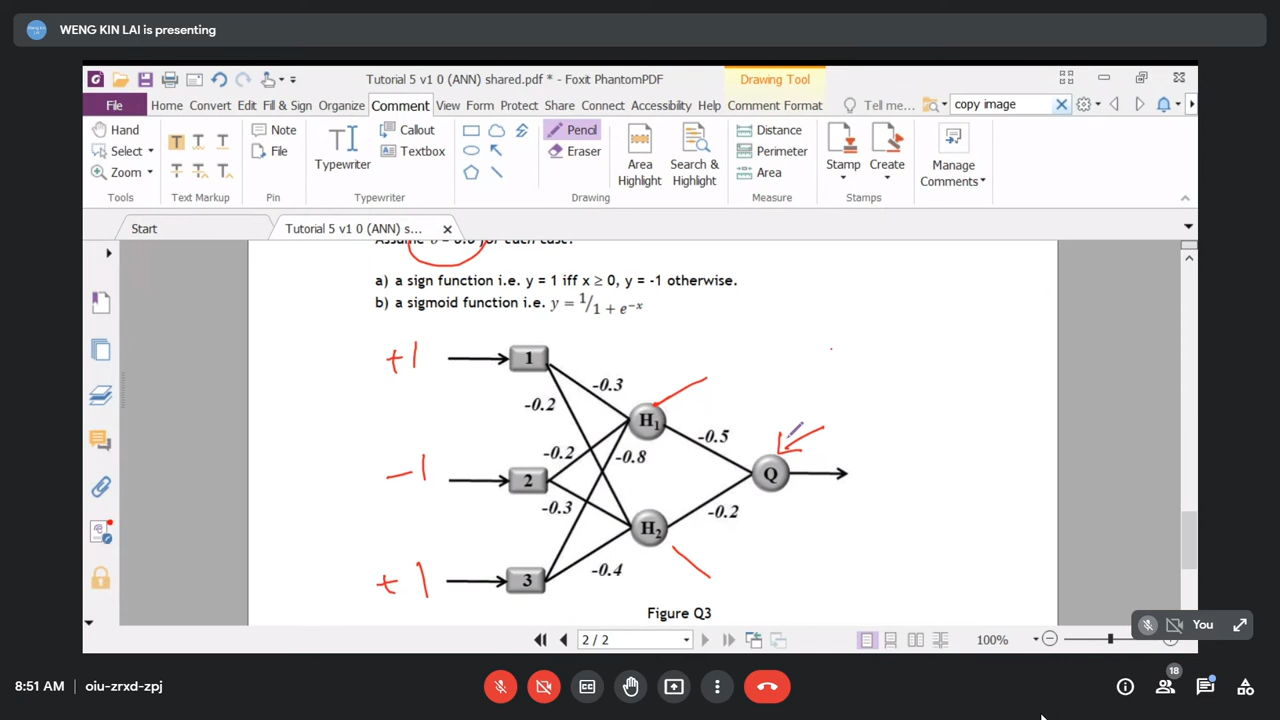 WENG KIN LAI is presenting
Tutorial 5 v1 0 (ANN) shared.pdf * - Foxit PhantomPDF
Drawing Tool
File Home Convert Edit Fill & Sign Organize Comment View Form Protect Share Connect Accessibility Help Comment Format Tell me... copy image
Hand
Select
Zoom
Tools
T T T
T T T
Text Markup
Note
File
Pin
Typewriter
Callout
Textbox
Typewriter
Pencil
Eraser
Area Highlight
Search & Highlight
Drawing
Distance
Perimeter
Area
Measure
Stamp
Create
Stamps
Manage Comments
Start
Tutorial 5 v1 0 (ANN) s...
for each case.
a) a sign function i.e. y = 1 iff x ≥ 0, y = -1 otherwise.
b) a sigmoid function i.e. y = 1/1 + e^-x
+1
1
-0.3
-0.2
H1
-0.5
-0.2
-0.8
-1
2
Q
-0.3
-0.2
H2
-0.4
+1
3
Figure Q3
You
2 / 2
100%
8:51 AM oiu-zrxd-zpj
18